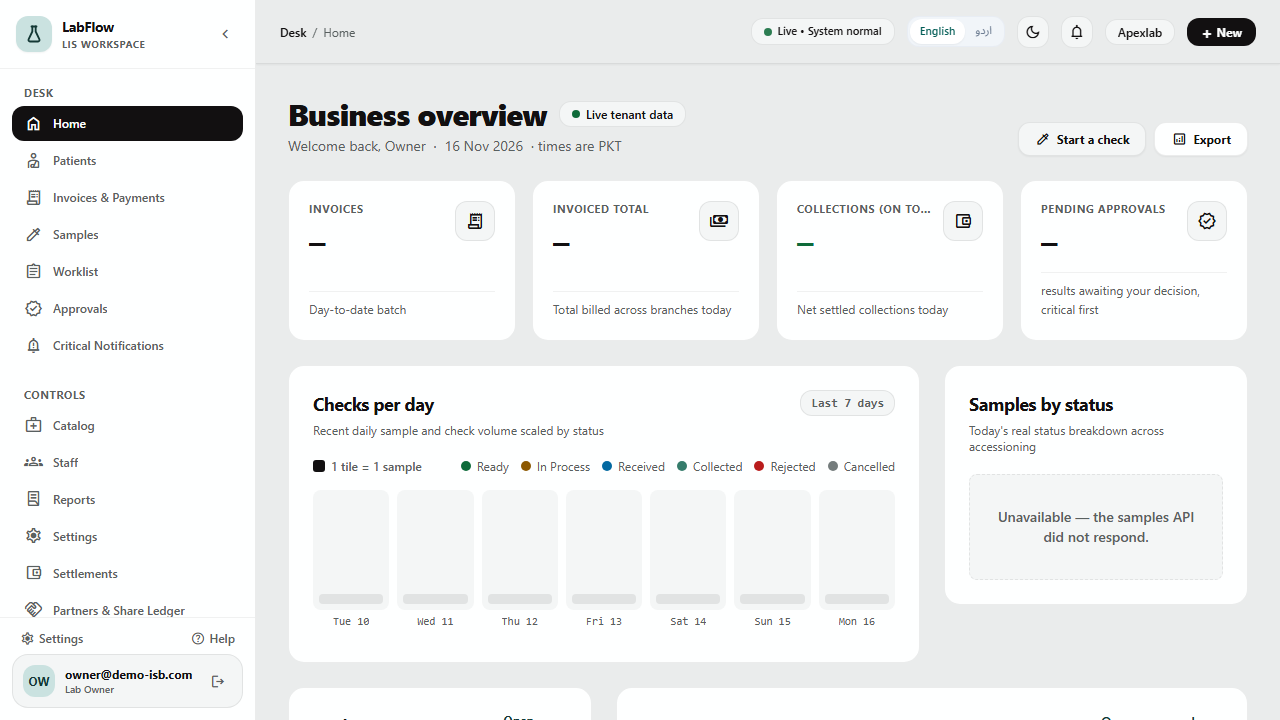 LabFlow
LIS WORKSPACE
Desk / Home
Live • System normal
English
اردو
Apexlab
+ New
DESK
Home
Patients
Invoices & Payments
Samples
Worklist
Approvals
Critical Notifications
CONTROLS
Catalog
Staff
Reports
Settings
Settlements
Partners & Share Ledger
Settings
Help
OW
owner@demo-isb.com
Lab Owner
Business overview
Live tenant data
Welcome back, Owner · 16 Nov 2026 · times are PKT
Start a check
Export
INVOICES
—
Day-to-date batch
INVOICED TOTAL
—
Total billed across branches today
COLLECTIONS (ON TO...
—
Net settled collections today
PENDING APPROVALS
—
results awaiting your decision,
critical first
Checks per day
Last 7 days
Recent daily sample and check volume scaled by status
1 tile = 1 sample
Ready
In Process
Received
Collected
Rejected
Cancelled
Tue 10
Wed 11
Thu 12
Fri 13
Sat 14
Sun 15
Mon 16
Samples by status
Today's real status breakdown across
accessioning
Unavailable — the samples API
did not respond.